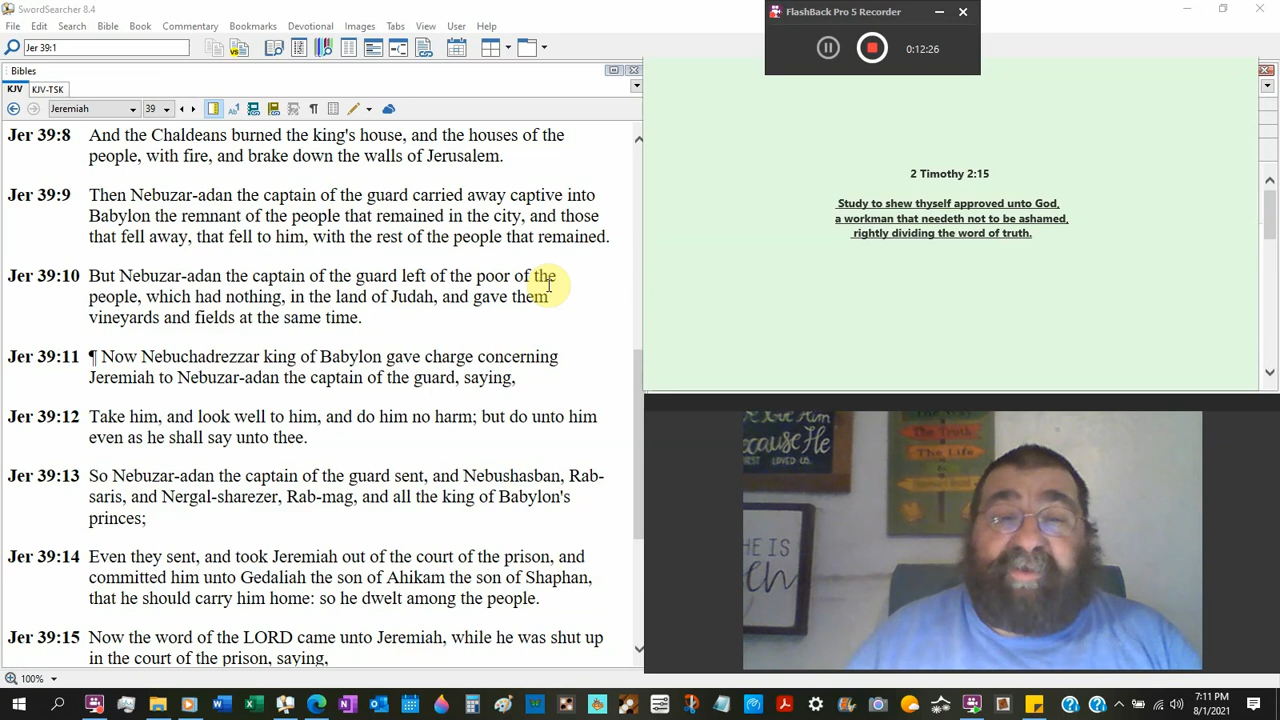 SwordSearcher 8.4
FlashBack Pro 5 Recorder
0:12:26
File Edit Search Bible Book Commentary Bookmarks Devotional Images Tabs View User Help
Jer 39:1
Bibles
KJV KJV-TSK
Jeremiah 39
Jer 39:8 And the Chaldeans burned the king's house, and the houses of the
people, with fire, and brake down the walls of Jerusalem.
Jer 39:9 Then Nebuzar-adan the captain of the guard carried away captive into
Babylon the remnant of the people that remained in the city, and those
that fell away, that fell to him, with the rest of the people that remained.
Jer 39:10 But Nebuzar-adan the captain of the guard left of the poor of the
people, which had nothing, in the land of Judah, and gave them
vineyards and fields at the same time.
Jer 39:11 ¶ Now Nebuchadrezzar king of Babylon gave charge concerning
Jeremiah to Nebuzar-adan the captain of the guard, saying,
Jer 39:12 Take him, and look well to him, and do him no harm; but do unto him
even as he shall say unto thee.
Jer 39:13 So Nebuzar-adan the captain of the guard sent, and Nebushasban, Rab-
saris, and Nergal-sharezer, Rab-mag, and all the king of Babylon's
princes;
Jer 39:14 Even they sent, and took Jeremiah out of the court of the prison, and
committed him unto Gedaliah the son of Ahikam the son of Shaphan,
that he should carry him home: so he dwelt among the people.
Jer 39:15 Now the word of the LORD came unto Jeremiah, while he was shut up
in the court of the prison, saying,
100%
2 Timothy 2:15
Study to shew thyself approved unto God,
a workman that needeth not to be ashamed,
rightly dividing the word of truth.
We love Him
Because He
FIRST LOVED US.
The Way
The Truth
The Life
HE IS
7:11 PM
8/1/2021